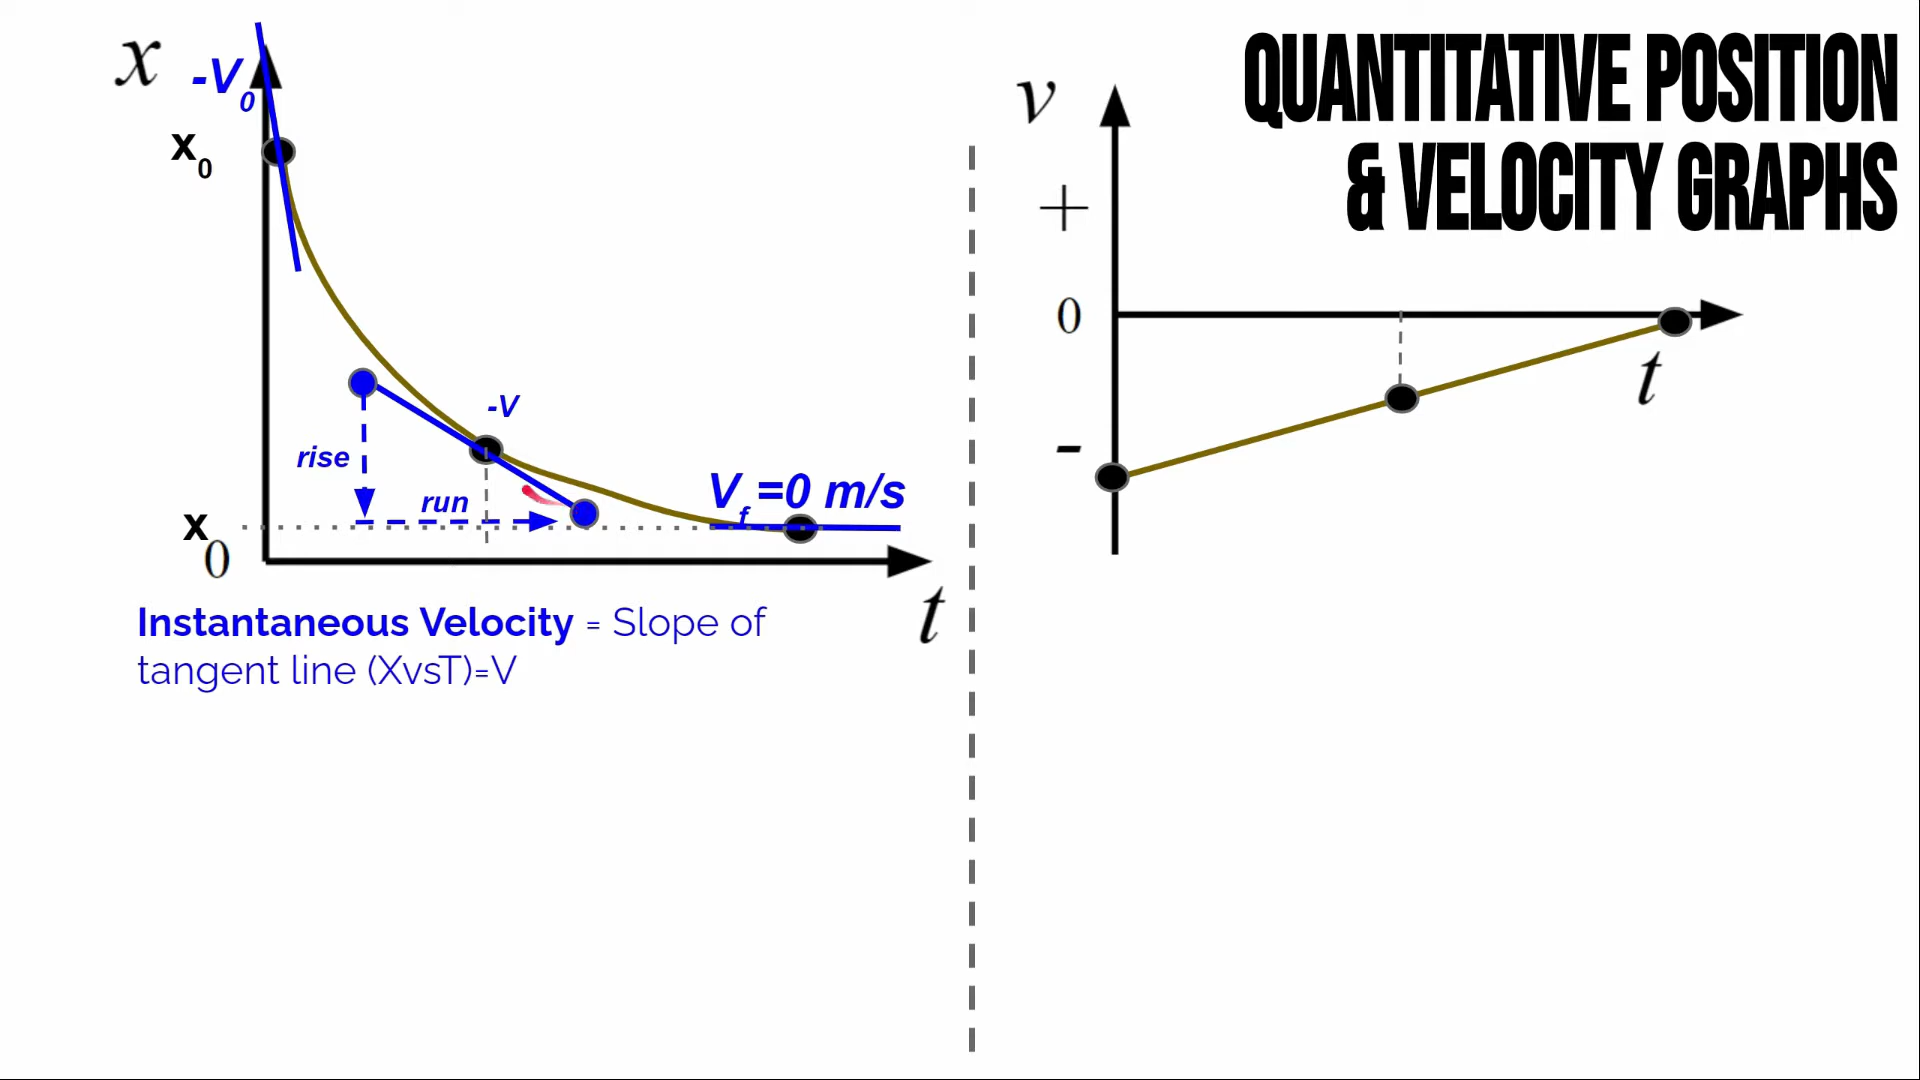 QUANTITATIVE POSITION
& VELOCITY GRAPHS
x
-V0
x0
-V
rise
run
Vf=0 m/s
x
0
t
Instantaneous Velocity = Slope of
tangent line (XvsT)=V
v
+
0
-
t